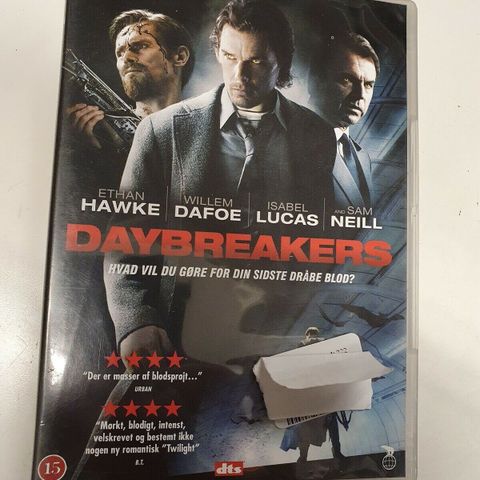 ETHAN HAWKE
WILLEM DAFOE
ISABEL LUCAS
AND SAM NEILL
DAYBREAKERS
HVAD VIL DU GØRE FOR DIN SIDSTE DRÅBE BLOD?
"Der er masser af blodsprøjt..."
URBAN
"Mørkt, blodigt, intenst,
velskrevet og bestemt ikke
nogen ny romantisk "Twilight"
B.T.
15
dts